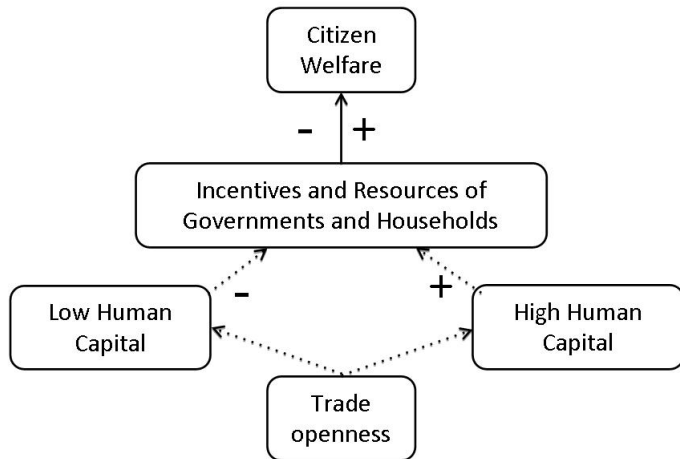 Citizen
Welfare
- +
Incentives and Resources of
Governments and Households
- +
Low Human
Capital
High Human
Capital
Trade
openness